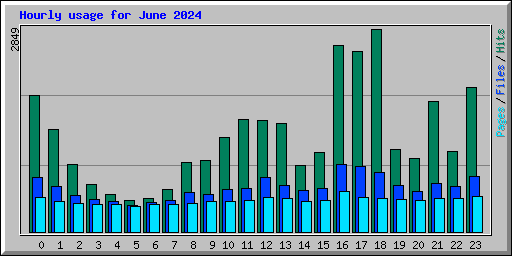 Hourly usage for June 2024
2849
Pages/Files/Hits
0 1 2 3 4 5 6 7 8 9 10 11 12 13 14 15 16 17 18 19 20 21 22 23